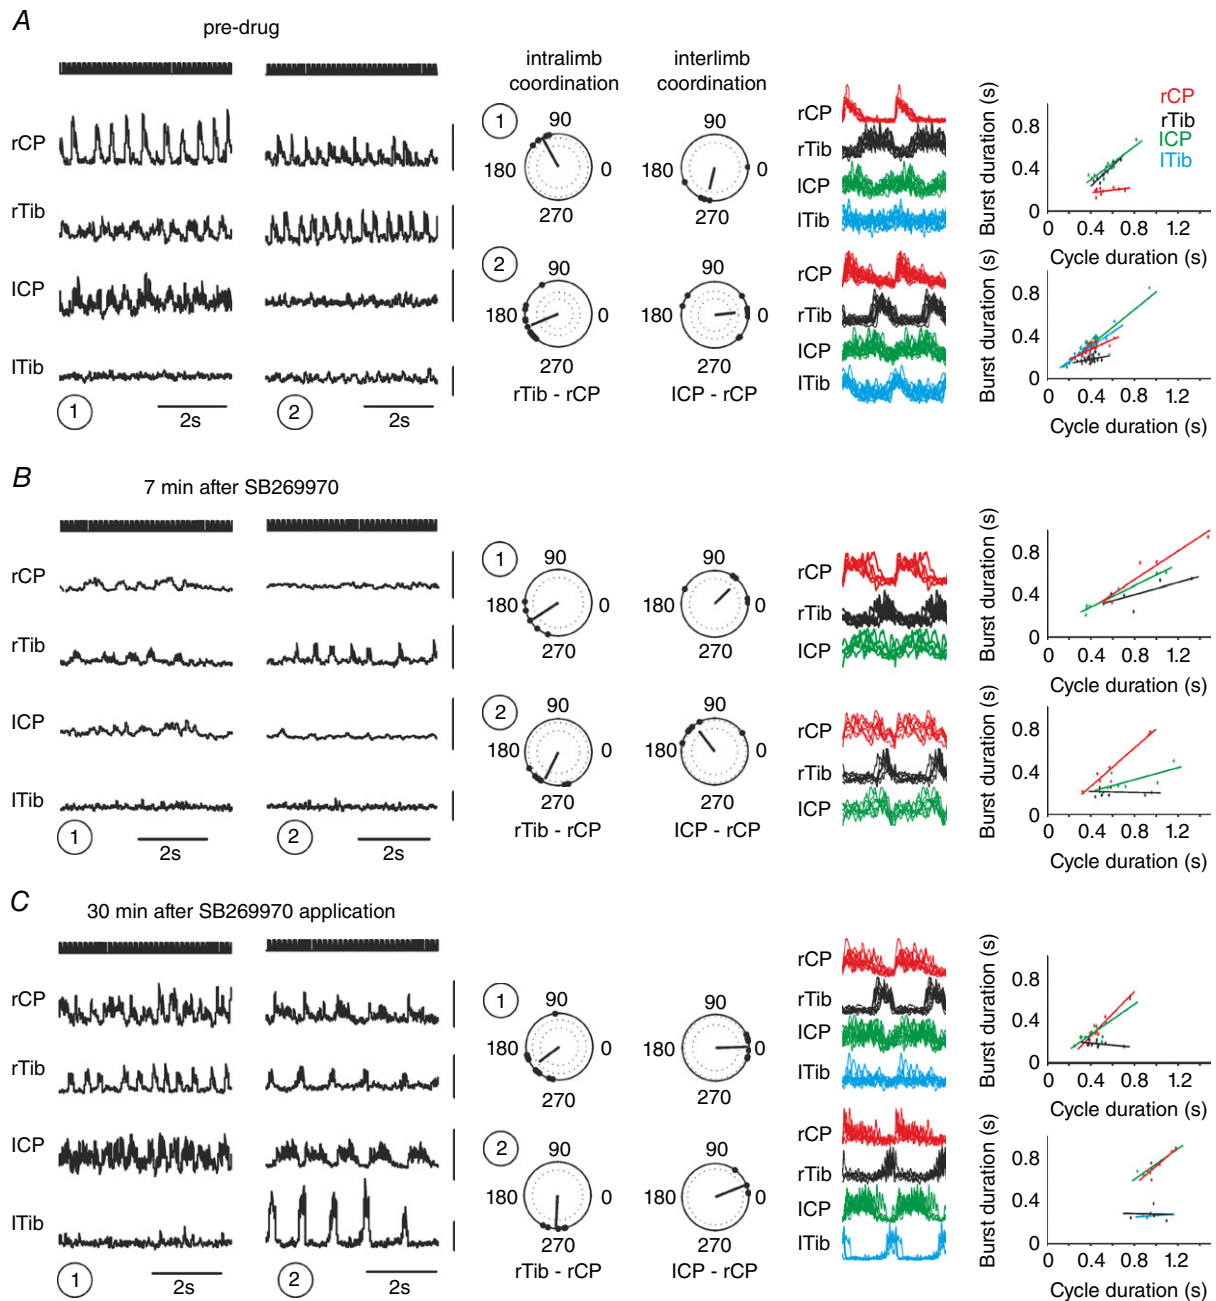 A
pre-drug
intralimb coordination
interlimb coordination
rCP
rTib
lCP
lTib
1
2s
2
2s
1
90
180
0
270
90
180
0
270
2
90
180
0
270
rTib - rCP
90
180
0
270
lCP - rCP
rCP
rTib
lCP
lTib
rCP
rTib
lCP
lTib
Burst duration (s)
0.8
0.4
0
0 0.4 0.8 1.2
Cycle duration (s)
rCP
rTib
lCP
lTib
Burst duration (s)
0.8
0.4
0
0 0.4 0.8 1.2
Cycle duration (s)
B
7 min after SB269970
rCP
rTib
lCP
lTib
1
2s
2
2s
1
90
180
0
270
90
180
0
270
2
90
180
0
270
rTib - rCP
90
180
0
270
lCP - rCP
rCP
rTib
lCP
rCP
rTib
lCP
Burst duration (s)
0.8
0.4
0
0 0.4 0.8 1.2
Cycle duration (s)
Burst duration (s)
0.8
0.4
0
0 0.4 0.8 1.2
Cycle duration (s)
C
30 min after SB269970 application
rCP
rTib
lCP
lTib
1
2s
2
2s
1
90
180
0
270
90
180
0
270
2
90
180
0
270
rTib - rCP
90
180
0
270
lCP - rCP
rCP
rTib
lCP
lTib
rCP
rTib
lCP
lTib
Burst duration (s)
0.8
0.4
0
0 0.4 0.8 1.2
Cycle duration (s)
Burst duration (s)
0.8
0.4
0
0 0.4 0.8 1.2
Cycle duration (s)